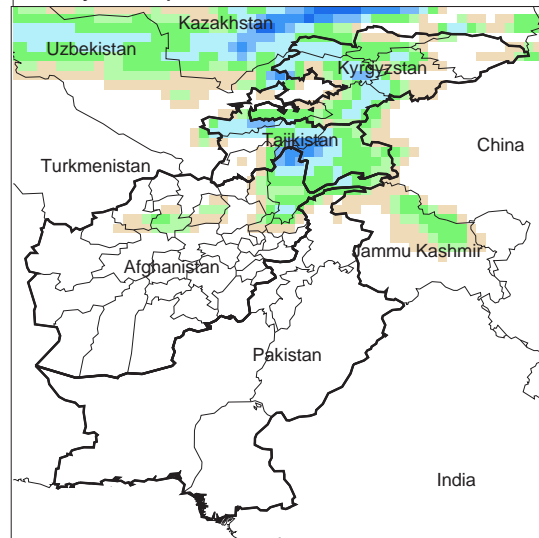 Kazakhstan
Uzbekistan
Kyrgyzstan
Tajikistan
China
Turkmenistan
Jammu Kashmir
Afghanistan
Pakistan
India